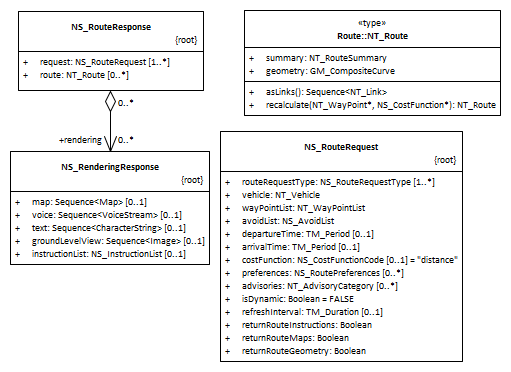 NS_RouteResponse
{root}
+ request: NS_RouteRequest [1..*]
+ route: NT_Route [0..*]
0..*
+rendering
0..*
NS_RenderingResponse
{root}
+ map: Sequence<Map> [0..1]
+ voice: Sequence<VoiceStream> [0..1]
+ text: Sequence<CharacterString> [0..1]
+ groundLevelView: Sequence<Image> [0..1]
+ instructionList: NS_InstructionList [0..1]
«type»
Route::NT_Route
+ summary: NT_RouteSummary
+ geometry: GM_CompositeCurve
+ asLinks(): Sequence<NT_Link>
+ recalculate(NT_WayPoint*, NS_CostFunction*): NT_Route
NS_RouteRequest
{root}
+ routeRequestType: NS_RouteRequestType [1..*]
+ vehicle: NT_Vehicle
+ wayPointList: NT_WayPointList
+ avoidList: NS_AvoidList
+ departureTime: TM_Period [0..1]
+ arrivalTime: TM_Period [0..1]
+ costFunction: NS_CostFunctionCode [0..1] = "distance"
+ preferences: NS_RoutePreferences [0..*]
+ advisories: NT_AdvisoryCategory [0..*]
+ isDynamic: Boolean = FALSE
+ refreshInterval: TM_Duration [0..1]
+ returnRouteInstructions: Boolean
+ returnRouteMaps: Boolean
+ returnRouteGeometry: Boolean